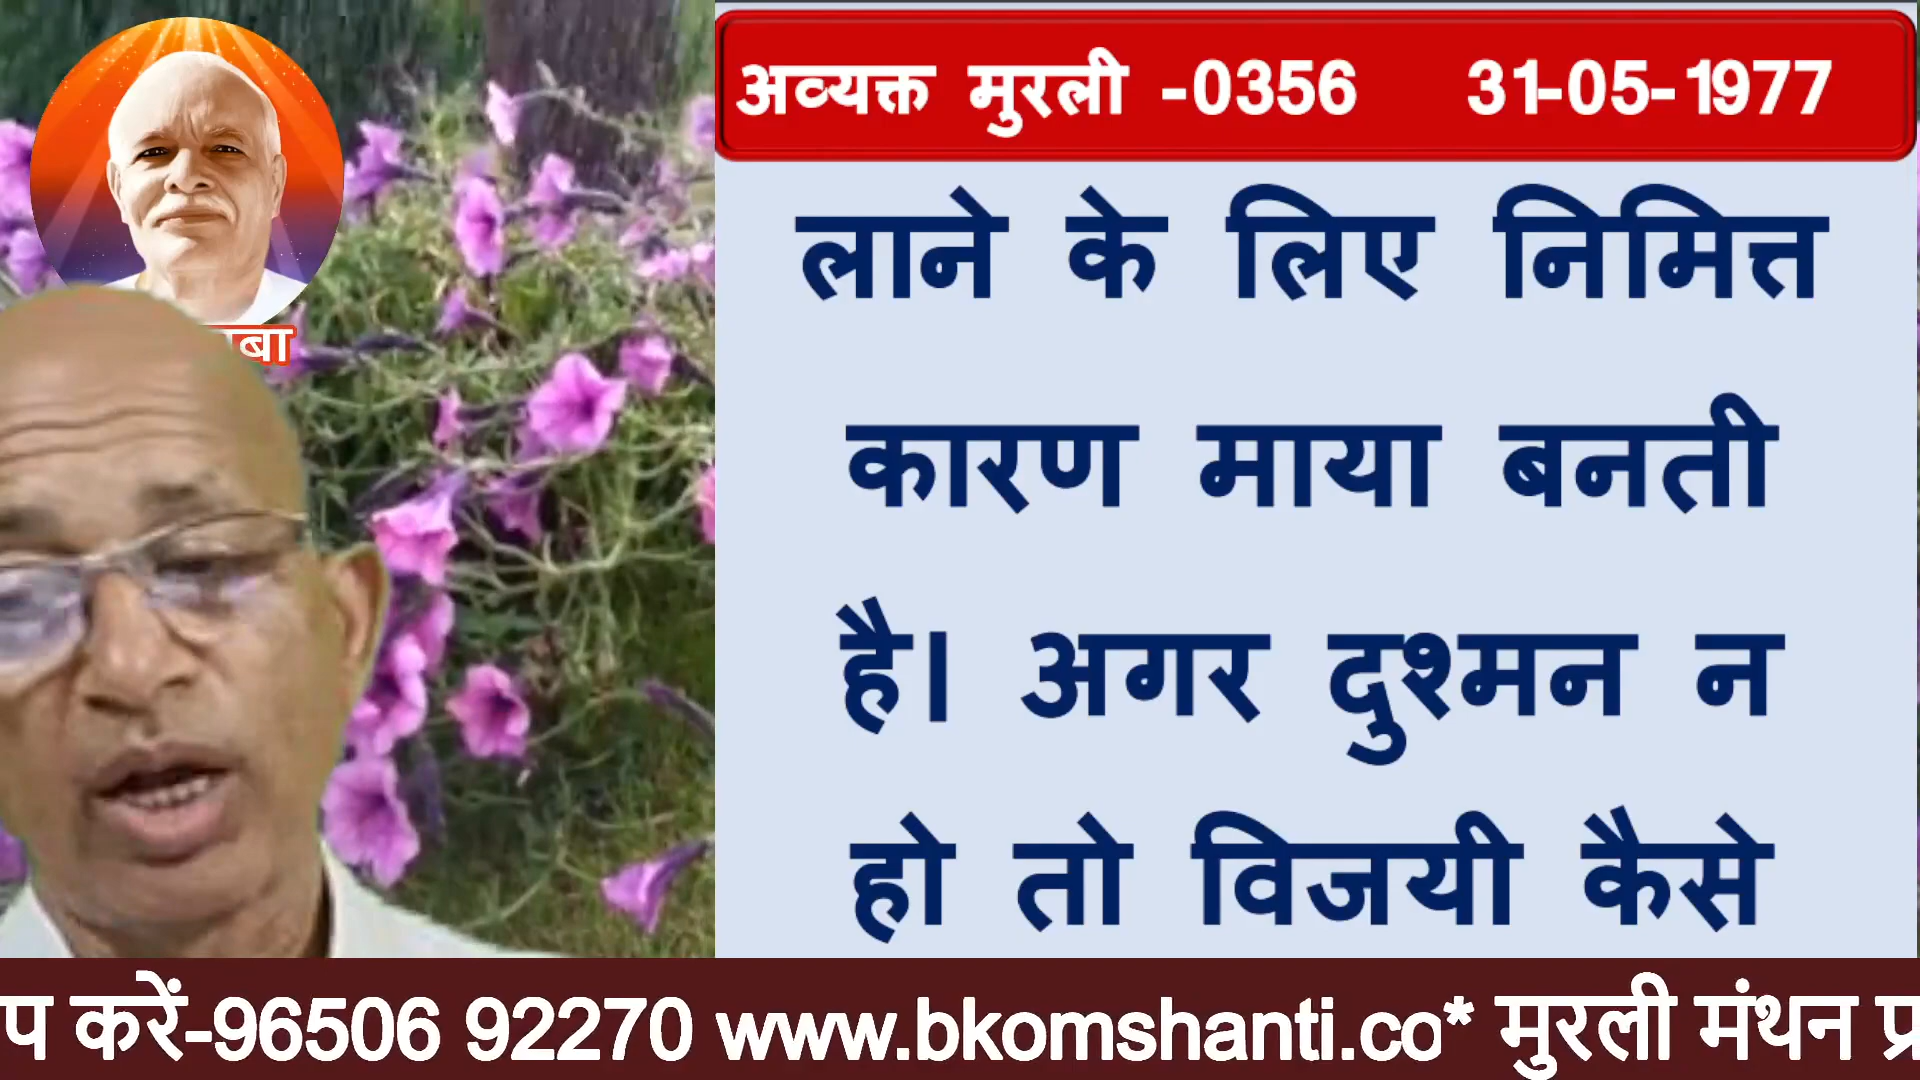 अव्यक्त मुरली -0356 31-05-1977
लाने के लिए निमित्त
कारण माया बनती
है। अगर दुश्मन न
हो तो विजयी कैसे
करें-96506 92270 www.bkomshanti.co* मुरली मंथन